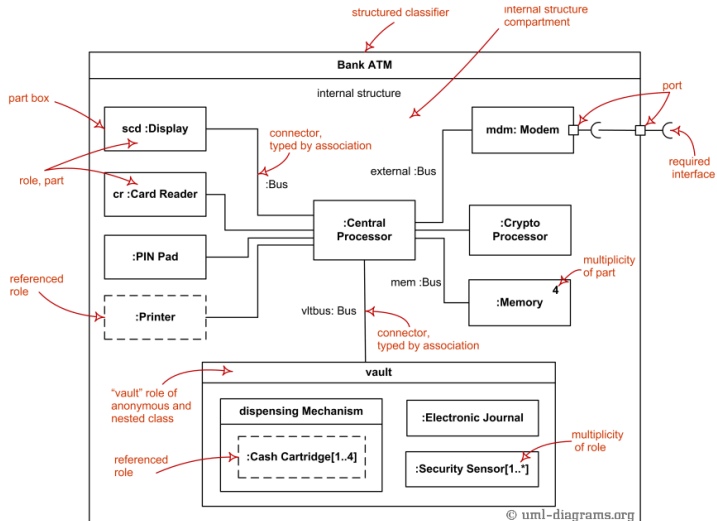 structured classifier
internal structure
compartment
Bank ATM
internal structure
port
part box
scd :Display
connector,
typed by association
mdm: Modem
required
interface
role, part
external :Bus
:Bus
cr :Card Reader
:Central
Processor
:Crypto
Processor
:PIN Pad
multiplicity
of part
referenced
role
mem :Bus
4
:Memory
:Printer
vltbus: Bus
connector,
typed by association
vault
"vault" role of
anonymous and
nested class
dispensing Mechanism
:Electronic Journal
referenced
role
:Cash Cartridge[1..4]
multiplicity
of role
:Security Sensor[1..*]
© uml-diagrams.org